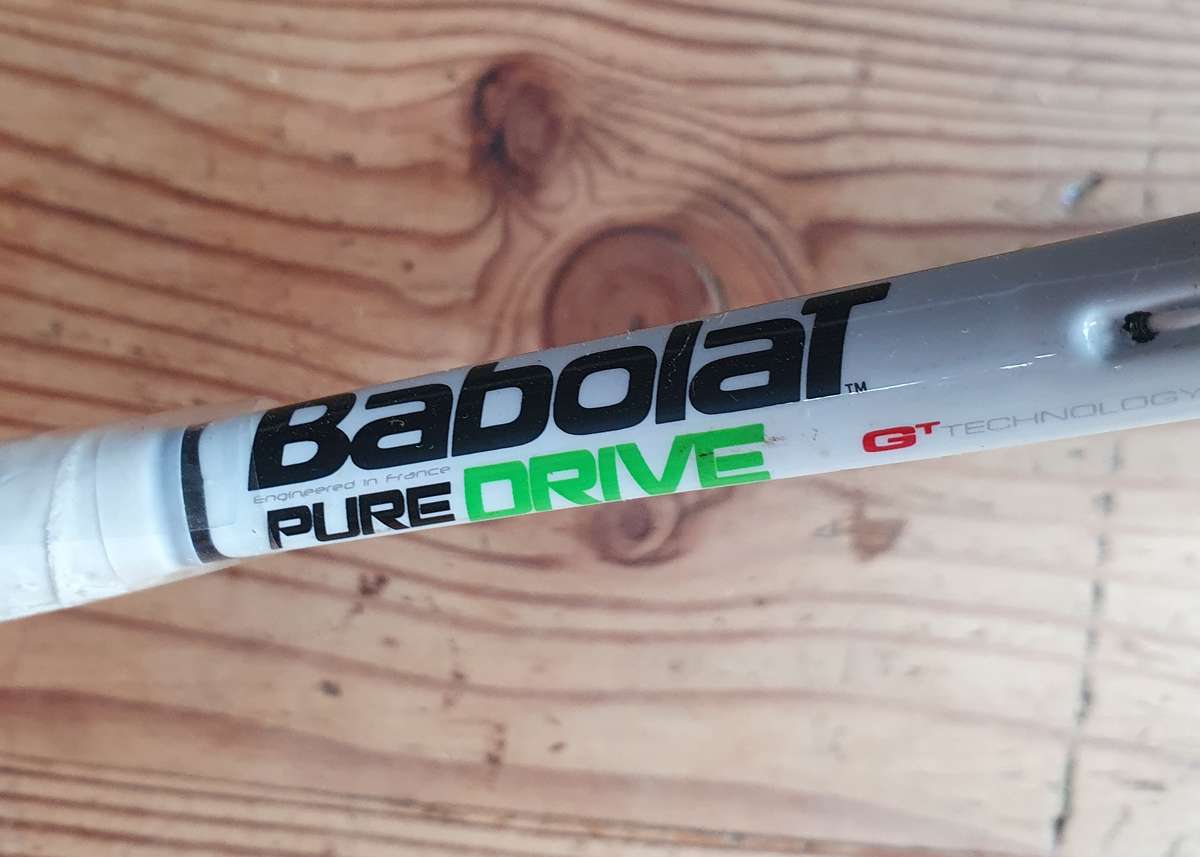 BaboLaT™
Engineered in France
PURE DRIVE
GT TECHNOLOGY